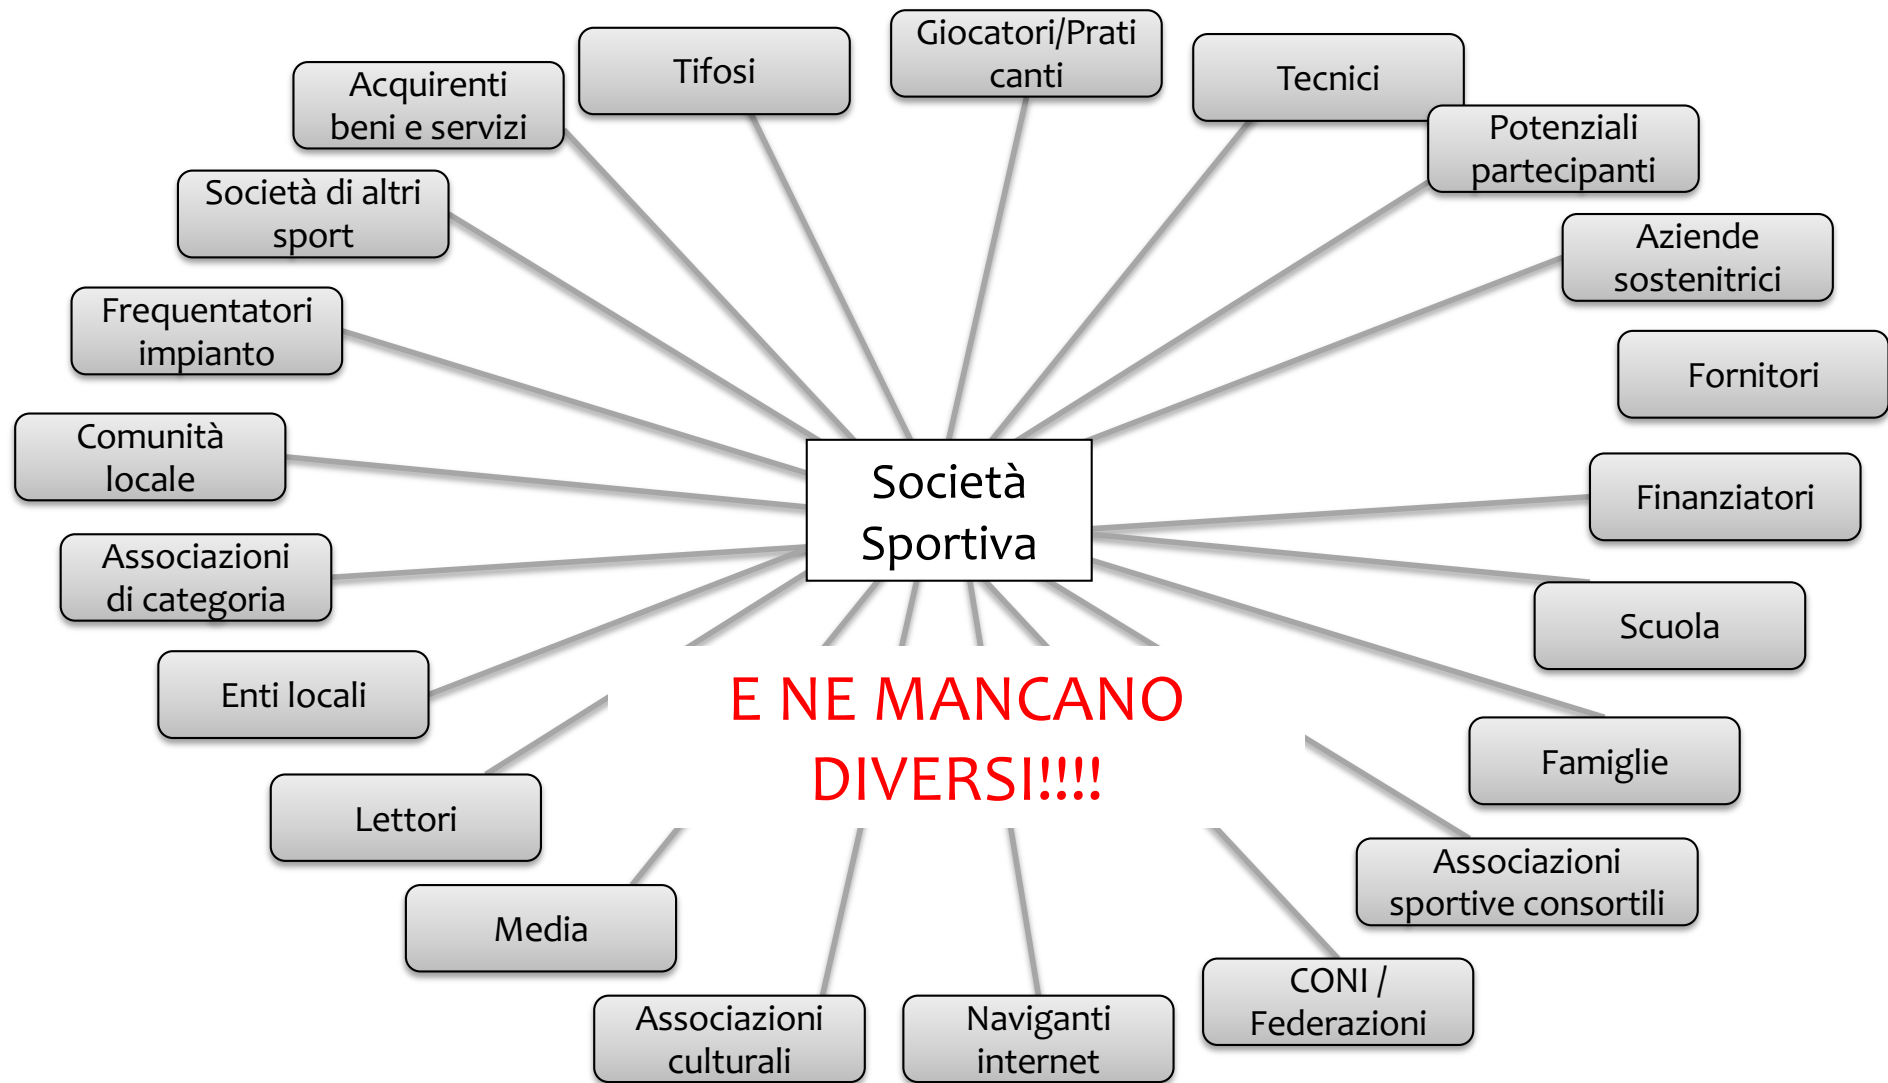 Giocatori/Prati
canti
Tifosi
Tecnici
Acquirenti
beni e servizi
Potenziali
partecipanti
Società di altri
sport
Aziende
sostenitrici
Frequentatori
impianto
Fornitori
Comunità
locale
Società
Sportiva
Finanziatori
Associazioni
di categoria
Scuola
Enti locali
E NE MANCANO
DIVERSI!!!!
Famiglie
Lettori
Associazioni
sportive consortili
Media
CONI /
Federazioni
Associazioni
culturali
Naviganti
internet